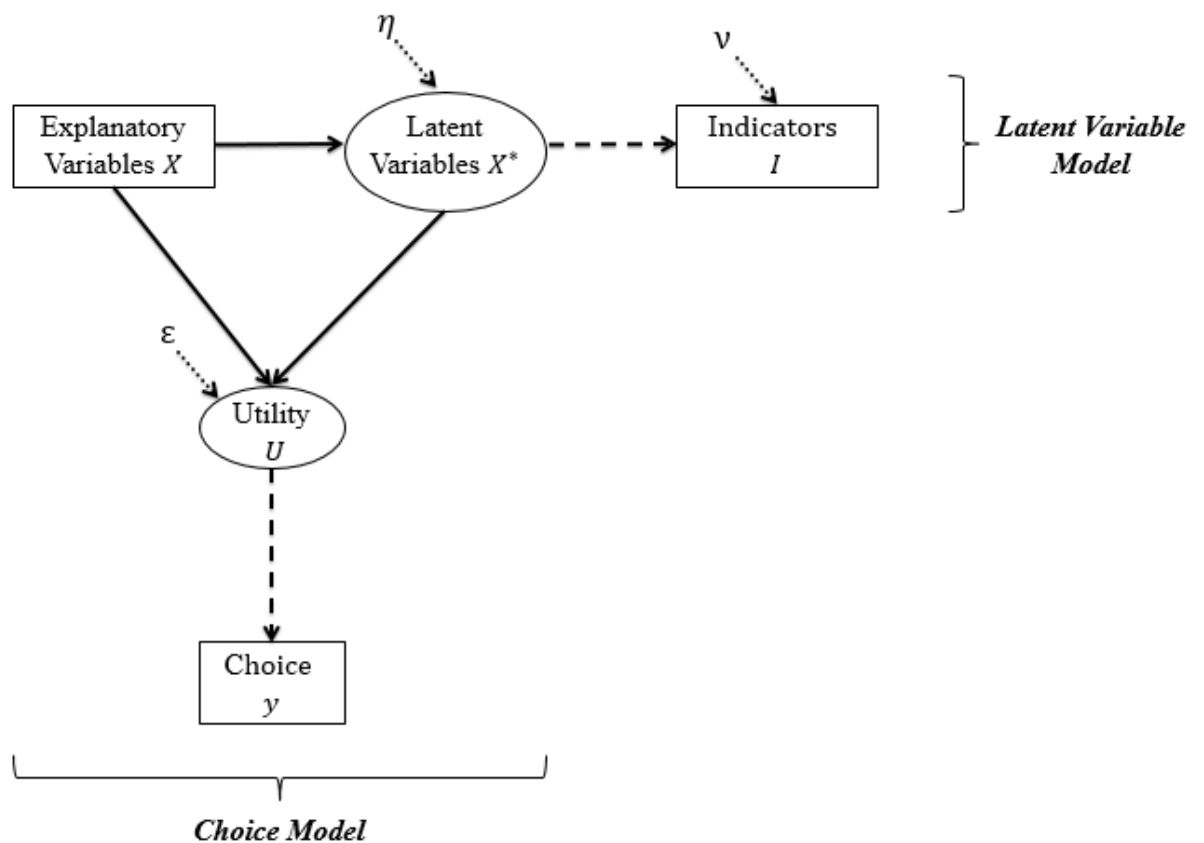 η
ν
Explanatory
Variables X
Latent
Variables X*
Indicators
I
Latent Variable
Model
ε
Utility
U
Choice
y
Choice Model